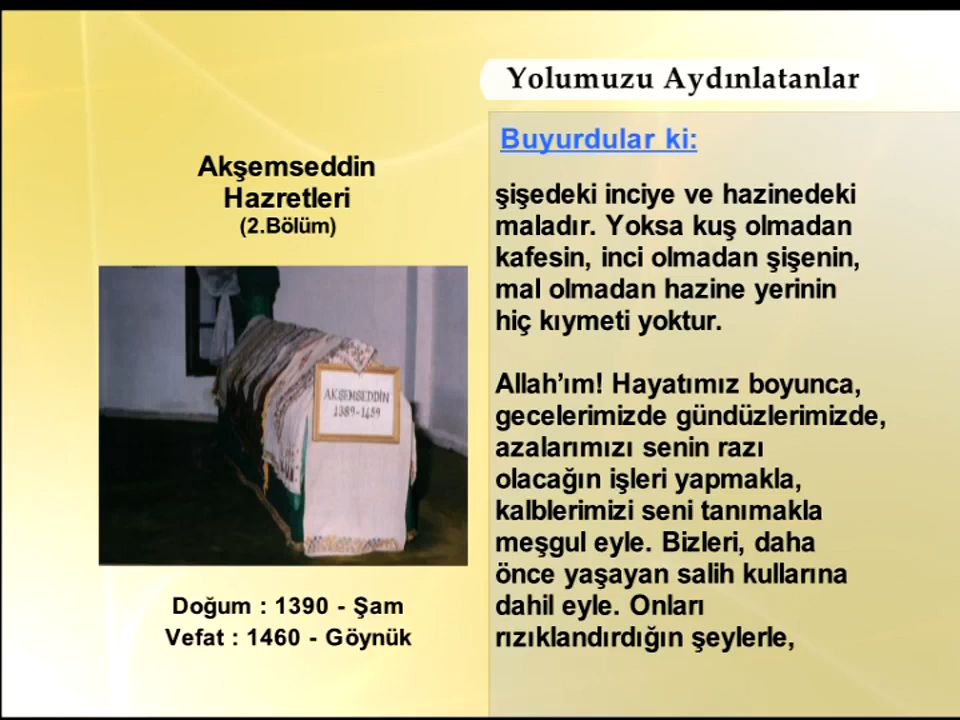 Yolumuzu Aydınlatanlar
Akşemseddin
Hazretleri
(2.Bölüm)
AKŞEMSEDDİN
1389-1459
Doğum : 1390 - Şam
Vefat : 1460 - Göynük
Buyurdular ki:
şişedeki inciye ve hazinedeki
maladır. Yoksa kuş olmadan
kafesin, inci olmadan şişenin,
mal olmadan hazine yerinin
hiç kıymeti yoktur.
Allah’ım! Hayatımız boyunca,
gecelerimizde gündüzlerimizde,
azalarımızı senin razı
olacağın işleri yapmakla,
kalblerimizi seni tanımakla
meşgul eyle. Bizleri, daha
önce yaşayan salih kullarına
dahil eyle. Onları
rızıklandırdığın şeylerle,